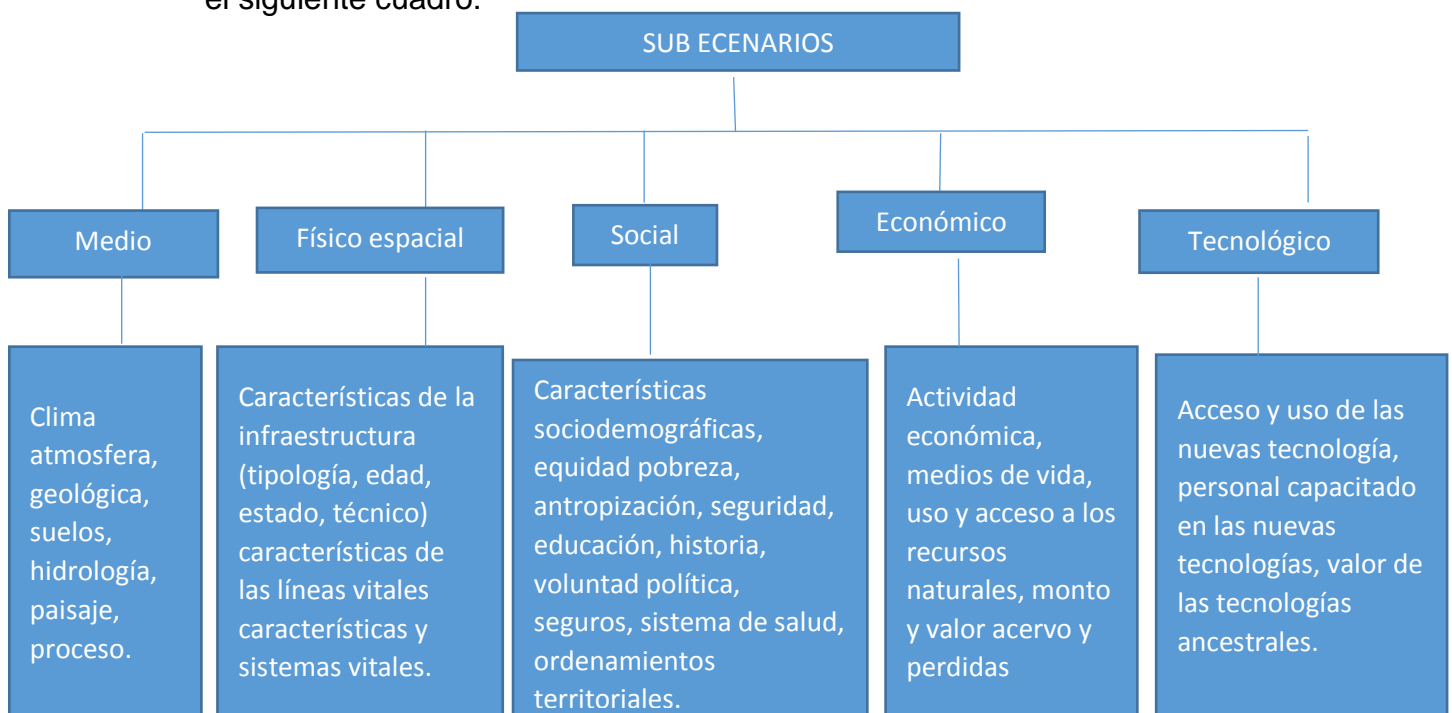 el siguiente cuadro.
SUB ECENARIOS
Medio
Físico espacial
Social
Económico
Tecnológico
Clima
atmosfera,
geológica,
suelos,
hidrología,
paisaje,
proceso.
Características de la
infraestructura
(tipología, edad,
estado, técnico)
características de
las líneas vitales
características y
sistemas vitales.
Características
sociodemográficas,
equidad pobreza,
antropización, seguridad,
educación, historia,
voluntad política,
seguros, sistema de salud,
ordenamientos
territoriales.
Actividad
económica,
medios de vida,
uso y acceso a los
recursos
naturales, monto
y valor acervo y
perdidas
Acceso y uso de las
nuevas tecnología,
personal capacitado
en las nuevas
tecnologías, valor de
las tecnologías
ancestrales.